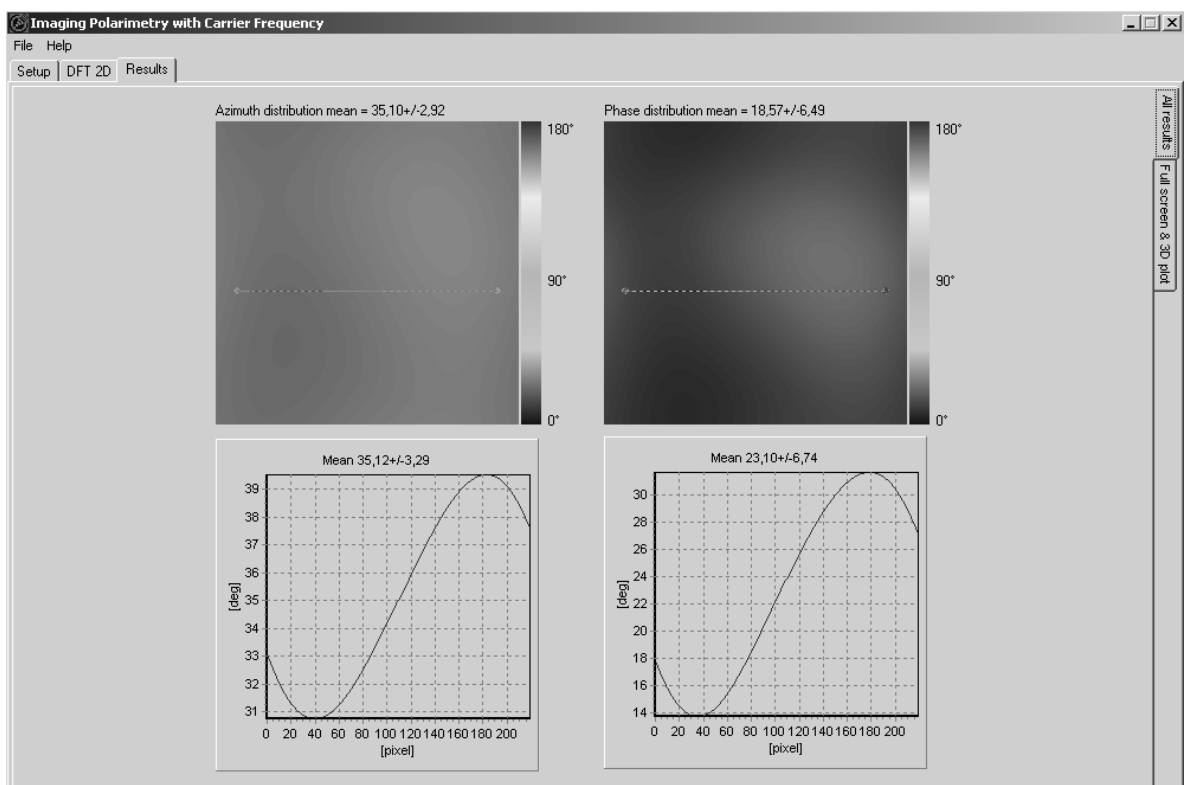 Imaging Polarimetry with Carrier Frequency
File Help
Setup DFT 2D Results
Azimuth distribution mean = 35,10+/-2,92
180°
90°
0°
Phase distribution mean = 18,57+/-6,49
180°
90°
0°
All results
Full screen & 3D plot
Mean 35,12+/-3,29
39
38
37
36
35
34
33
32
31
[deg]
0 20 40 60 80 100 120 140 160 180 200
[pixel]
Mean 23,10+/-6,74
30
28
26
24
22
20
18
16
14
[deg]
0 20 40 60 80 100 120 140 160 180 200
[pixel]